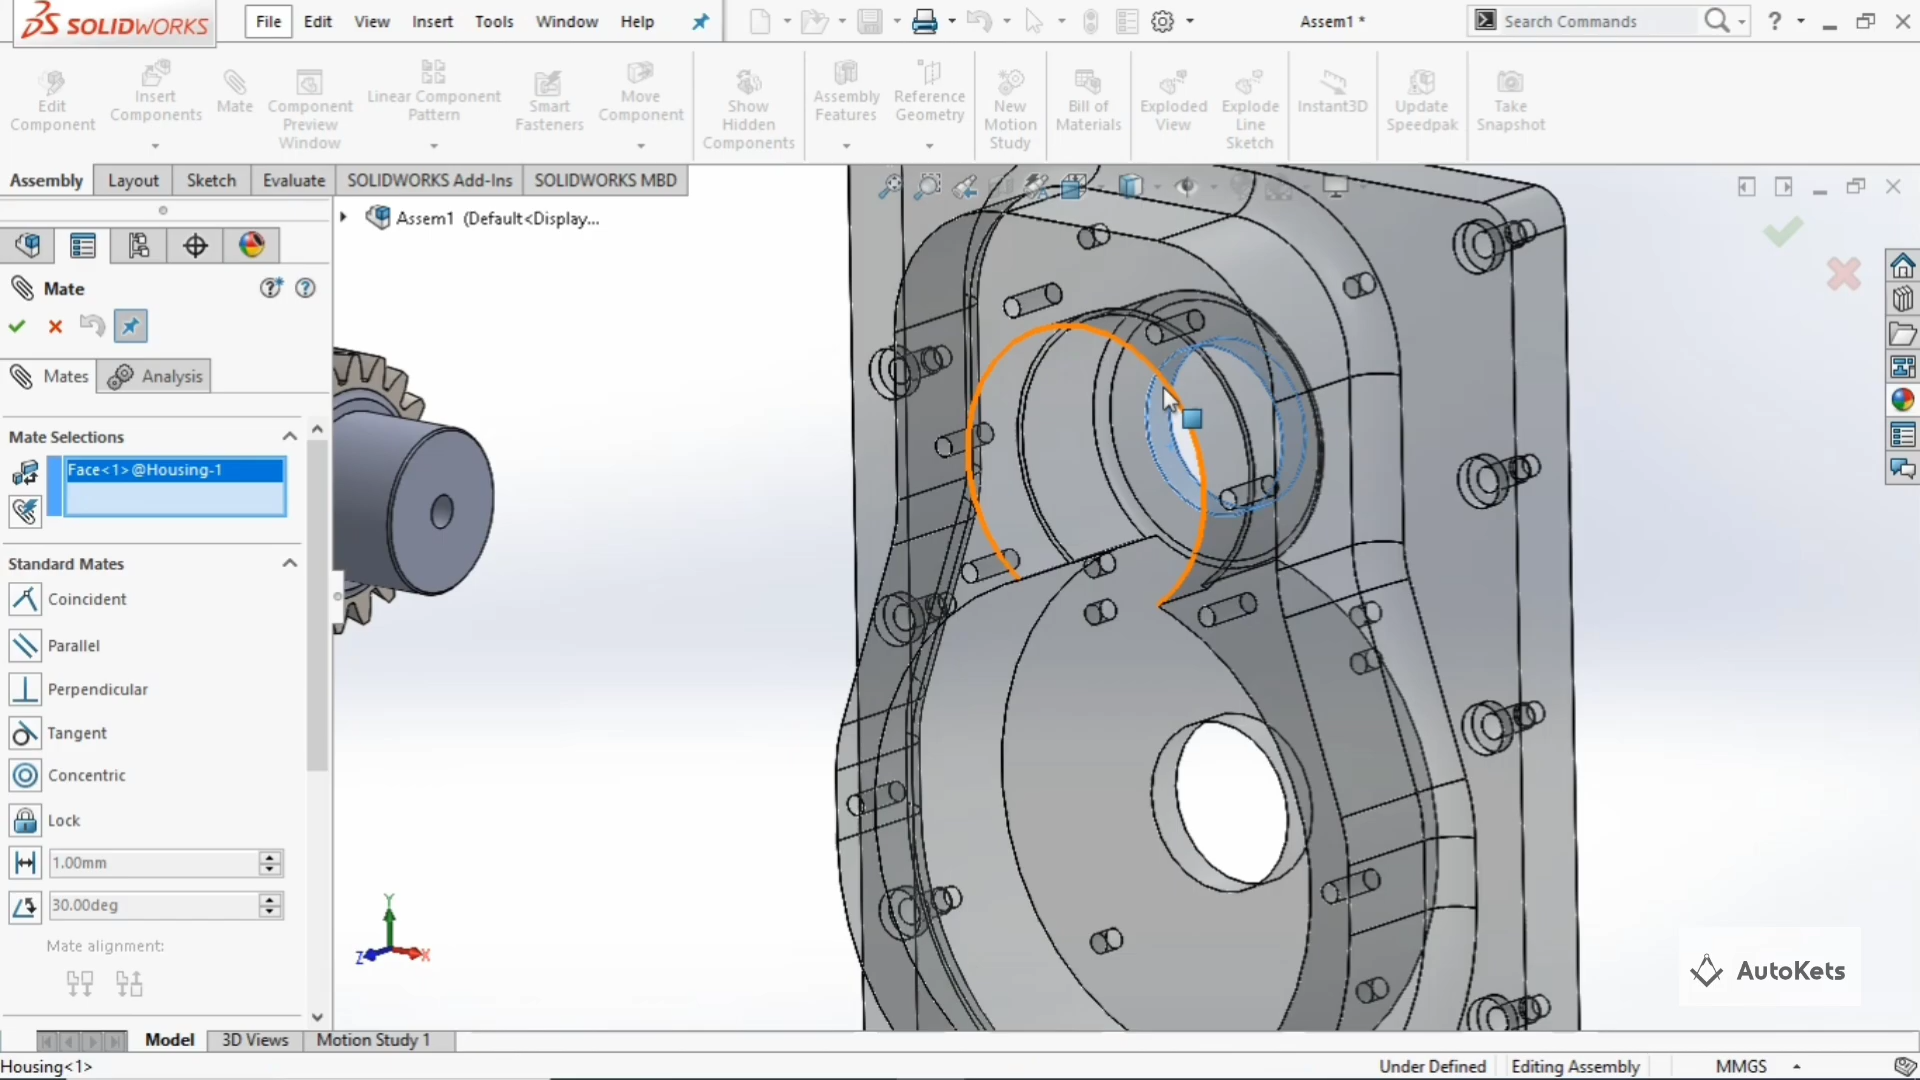 SOLIDWORKS File Edit View Insert Tools Window Help Assem1 * Search Commands ?
Edit Component
Insert Components
Mate
Component Preview Window
Linear Component Pattern
Smart Fasteners
Move Component
Show Hidden Components
Assembly Features
Reference Geometry
New Motion Study
Bill of Materials
Exploded View
Explode Line Sketch
Instant3D
Update Speedpak
Take Snapshot
Assembly Layout Sketch Evaluate SOLIDWORKS Add-Ins SOLIDWORKS MBD
Assem1 (Default<Display...
Mate
Mates Analysis
Mate Selections
Face<1>@Housing-1
Standard Mates
Coincident
Parallel
Perpendicular
Tangent
Concentric
Lock
1.00mm
30.00deg
Mate alignment:
Y
Z X
AutoKets
Model 3D Views Motion Study 1
Housing<1> Under Defined Editing Assembly MMGS